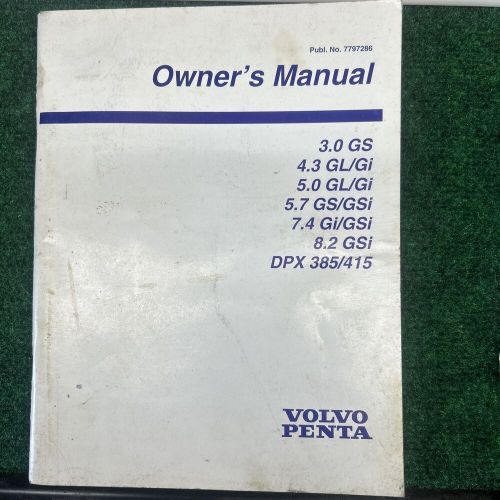 Publ. No. 7797286
Owner's Manual
3.0 GS
4.3 GL/Gi
5.0 GL/Gi
5.7 GS/GSi
7.4 Gi/GSi
8.2 GSi
DPX 385/415
VOLVO
PENTA